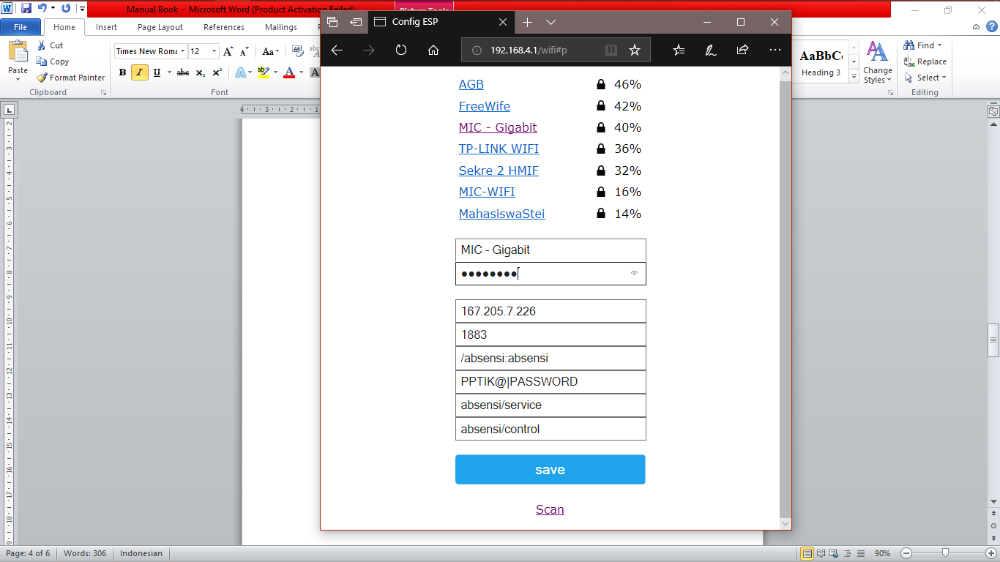 Manual Book - Microsoft Word (Product Activation Failed)
Picture Tools
File Home Insert Page Layout References Mailings
Paste
Cut
Copy
Format Painter
Clipboard
Times New Roma 12
B I U abc x₂ x²
Font
AaBbC
Heading 3
Change Styles
Find
Replace
Select
Editing
Config ESP
192.168.4.1/wifi#p
AGB 46%
FreeWife 42%
MIC - Gigabit 40%
TP-LINK WIFI 36%
Sekre 2 HMIF 32%
MIC-WIFI 16%
MahasiswaStei 14%
MIC - Gigabit
●●●●●●●●
167.205.7.226
1883
/absensi:absensi
PPTIK@|PASSWORD
absensi/service
absensi/control
save
Scan
Page: 4 of 6 Words: 306 Indonesian 90%